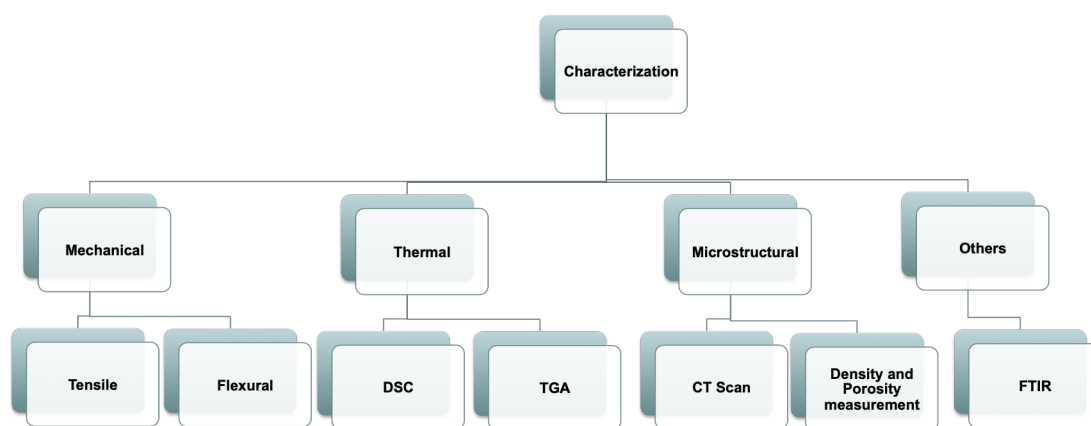 Characterization
Mechanical
Thermal
Microstructural
Others
Tensile
Flexural
DSC
TGA
CT Scan
Density and
Porosity
measurement
FTIR